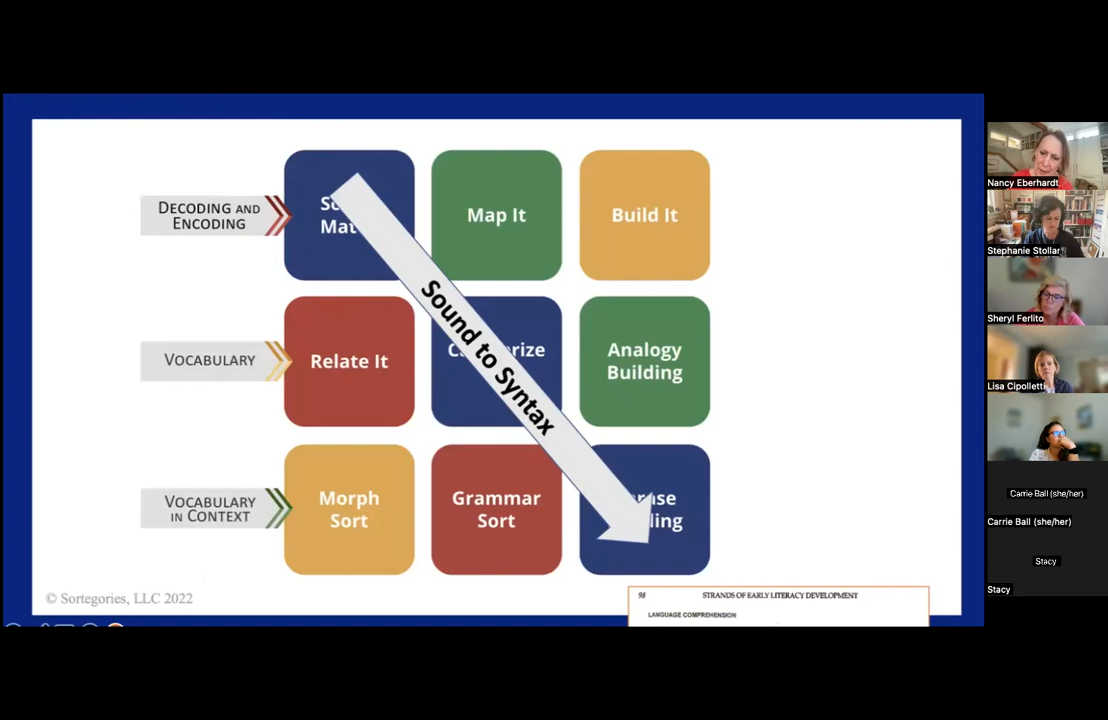 DECODING AND
ENCODING
Map It
Build It
VOCABULARY
Relate It
Analogy
Building
Sound to Syntax
VOCABULARY
IN CONTEXT
Morph
Sort
Grammar
Sort
© Sortegories, LLC 2022
98 STRANDS OF EARLY LITERACY DEVELOPMENT
LANGUAGE COMPREHENSION
Nancy Eberhardt
Stephanie Stollar
Sheryl Ferlito
Lisa Cipolletti
Carrie Ball (she/her)
Carrie Ball (she/her)
Stacy
Stacy